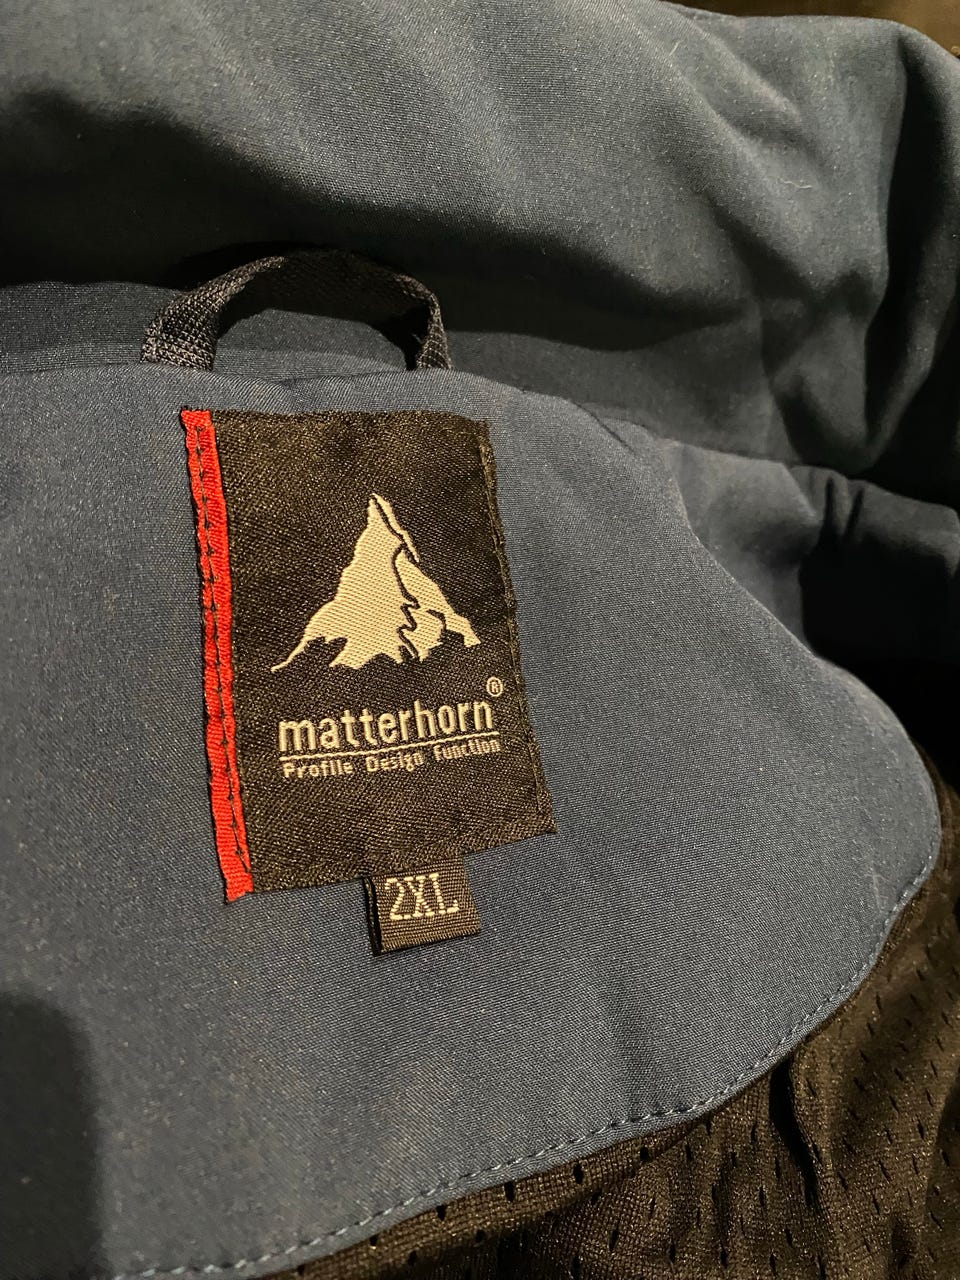 matterhorn®
Profile Design Function
2XL